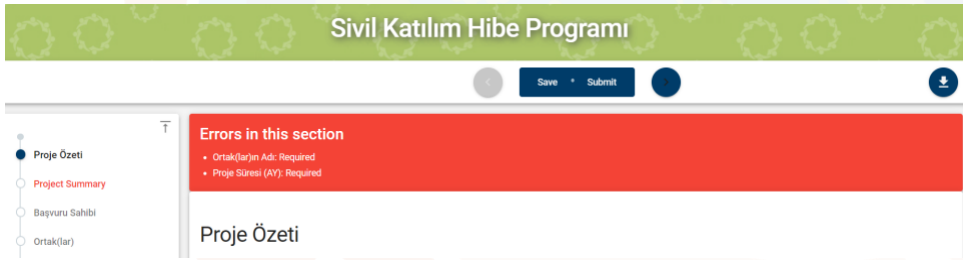 Sivil Katılım Hibe Programı
Save * Submit
Errors in this section
Ortak(lar)ın Adı: Required
Proje Süresi (AY): Required
Proje Özeti
Project Summary
Başvuru Sahibi
Ortak(lar)
Proje Özeti